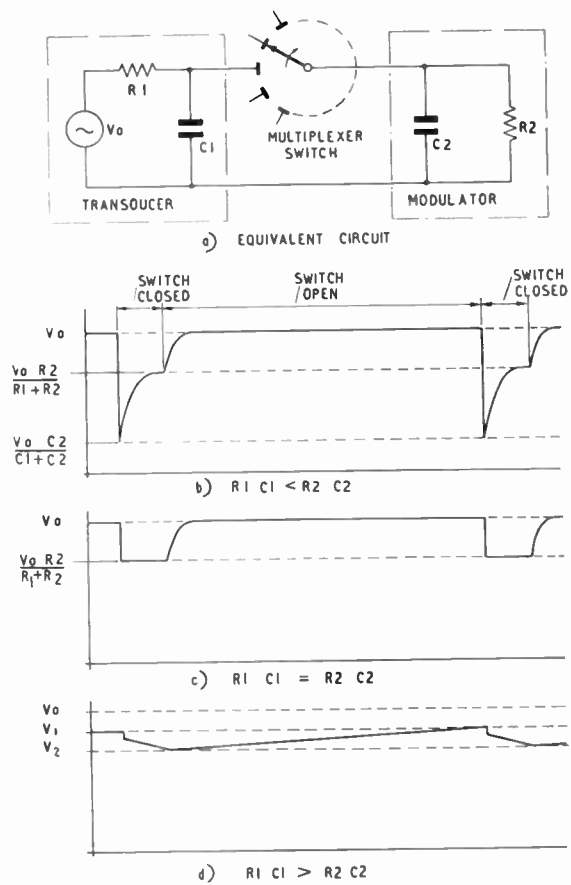 R1
Vo
C1
MULTIPLEXER
SWITCH
C2
R2
TRANSOUCER
MODULATOR
a) EQUIVALENT CIRCUIT
SWITCH
CLOSED
SWITCH
OPEN
SWITCH
CLOSED
Vo
Vo R2
R1 + R2
Vo C2
C1 + C2
b) R1 C1 < R2 C2
Vo
Vo R2
R1 + R2
c) R1 C1 = R2 C2
Vo
V1
V2
d) R1 C1 > R2 C2